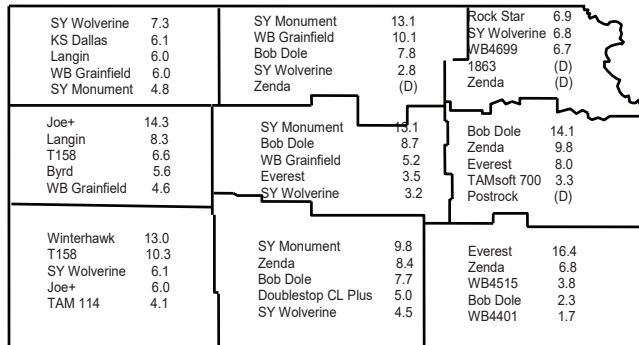 SY Wolverine 7.3
KS Dallas 6.1
Langin 6.0
WB Grainfield 6.0
SY Monument 4.8
SY Monument 13.1
WB Grainfield 10.1
Bob Dole 7.8
SY Wolverine 2.8
Zenda (D)
Rock Star 6.9
SY Wolverine 6.8
WB4699 6.7
1863 (D)
Zenda (D)
Joe+ 14.3
Langin 8.3
T158 6.6
Byrd 5.6
WB Grainfield 4.6
SY Monument 13.1
Bob Dole 8.7
WB Grainfield 5.2
Everest 3.5
SY Wolverine 3.2
Bob Dole 14.1
Zenda 9.8
Everest 8.0
TAMsoft 700 3.3
Postrock (D)
Winterhawk 13.0
T158 10.3
SY Wolverine 6.1
Joe+ 6.0
TAM 114 4.1
SY Monument 9.8
Zenda 8.4
Bob Dole 7.7
Doublestop CL Plus 5.0
SY Wolverine 4.5
Everest 16.4
Zenda 6.8
WB4515 3.8
Bob Dole 2.3
WB4401 1.7